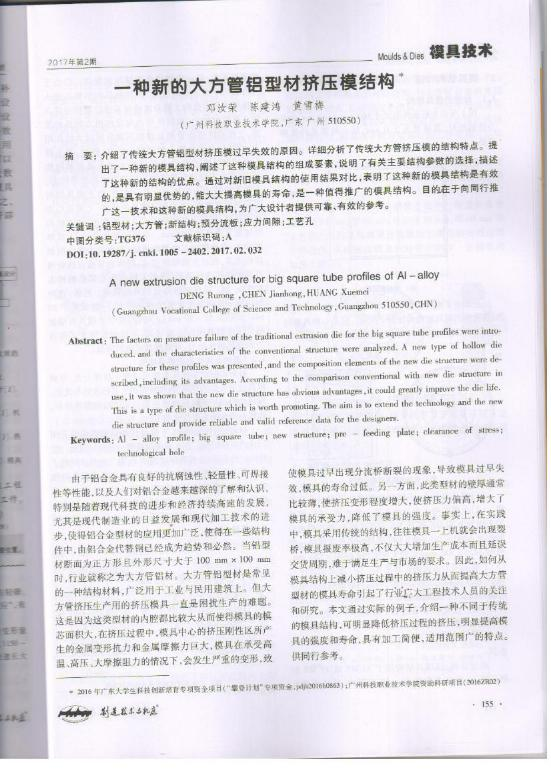 2017年第2期
Moulds & Dies 模具技术
一种新的大方管铝型材挤压模结构*
邓汝荣 陈建鸿 黄雪梅
(广州科技职业技术学院,广东 广州 510550)
摘 要:介绍了传统大方管铝型材挤压模过早失效的原因。详细分析了传统大方管挤压模的结构特点。提
出了一种新的模具结构,阐述了这种模具结构的组成要素,说明了有关主要结构参数的选择,描述
了这种新的结构的优点。通过对新旧模具结构的使用结果对比,表明了这种新的模具结构是有效
的,是具有明显优势的,能大大提高模具的寿命,是一种值得推广的模具结构。目的在于向同行推
广这一技术和这种新的模具结构,为广大设计者提供可靠、有效的参考。
关键词:铝型材;大方管;新结构;预分流板;应力间隙;工艺孔
中图分类号:TG376 文献标识码:A
DOI:10.19287/j.cnki.1005-2402.2017.02.032
A new extrusion die structure for big square tube profiles of Al-alloy
DENG Rurong, CHEN Jianhong, HUANG Xuemei
(Guangzhou Vocational College of Science and Technology, Guangzhou 510550, CHN)
Abstract: The factors on premature failure of the traditional extrusion die for the big square tube profiles were intro-
duced, and the characteristics of the conventional structure were analyzed. A new type of hollow die
structure for these profiles was presented, and the composition elements of the new die structure were de-
scribed, including its advantages. According to the comparison conventional with new die structure in
use, it was shown that the new die structure has obvious advantages, it could greatly improve the die life.
This is a type of die structure which is worth promoting. The aim is to extend the technology and the new
die structure and provide reliable and valid reference data for the designers.
Keywords: Al - alloy profile; big square tube; new structure; pre - feeding plate; clearance of stress;
technological hole
由于铝合金具有良好的抗腐蚀性、轻量性、可焊接
性等性能,以及人们对铝合金越来越深的了解和认识,
特别是随着现代科技的进步和经济持续高速的发展,
尤其是现代制造业的日益发展和现代加工技术的进
步,使得铝合金型材的应用更加广泛,使得在一些结构
件中,由铝合金代替钢已经成为趋势和必然。当铝型
材断面为正方形且外形尺寸大于 100 mm×100 mm
时,行业就称之为大方管铝材。大方管铝型材是常见
的一种结构材料,广泛用于工业与民用建筑上。但大
方管挤压生产用的挤压模具一直是困扰生产的难题。
这是因为这类型材的内腔都比较大从而使得模具的模
芯面积大,在挤压过程中,模具中心的挤压刚性区所产
生的金属变形抗力和金属摩擦力巨大,模具在承受高
温、高压、大摩擦阻力的情况下,会发生严重的变形,致
使模具过早出现分流桥断裂的现象,导致模具过早失
效,模具的寿命过低。另一方面,此类型材的壁厚通常
比较薄,使挤压变形程度增大,使挤压力偏高,增大了
模具的承受力,降低了模具的强度。事实上,在实践
中,模具采用传统的结构,往往模具一上机就会出现裂
桥,模具报废率极高,不仅大大增加生产成本而且延误
交货周期,难于满足生产与市场的要求。因此,如何从
模具结构上减小挤压过程中的挤压力从而提高大方管
型材的模具寿命引起了行业广大工程技术人员的关注
和研究。本文通过实际的例子,介绍一种不同于传统
的模具结构,可明显降低挤压过程的挤压力,明显提高模
具的强度和寿命,具有加工简便、适用范围广的特点。
供同行参考。
* 2016年广东大学生科技创新培育专项资金项目(“攀登计划”专项资金,pdjh2016b0863);广州科技职业技术学院资助科研项目(2016ZR02)
制造技术与机床
· 155 ·